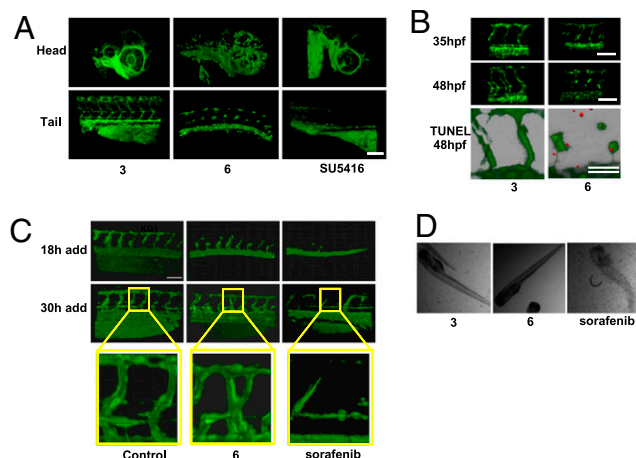 A
Head
Tail
3 6 SU5416
B
35hpf
48hpf
TUNEL
48hpf
3 6
C
18h add
30h add
Control 6 sorafenib
D
3 6 sorafenib